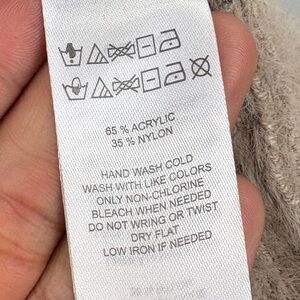 65 % ACRYLIC
35 % NYLON
HAND WASH COLD
WASH WITH LIKE COLORS
ONLY NON-CHLORINE
BLEACH WHEN NEEDED
DO NOT WRING OR TWIST
DRY FLAT
LOW IRON IF NEEDED